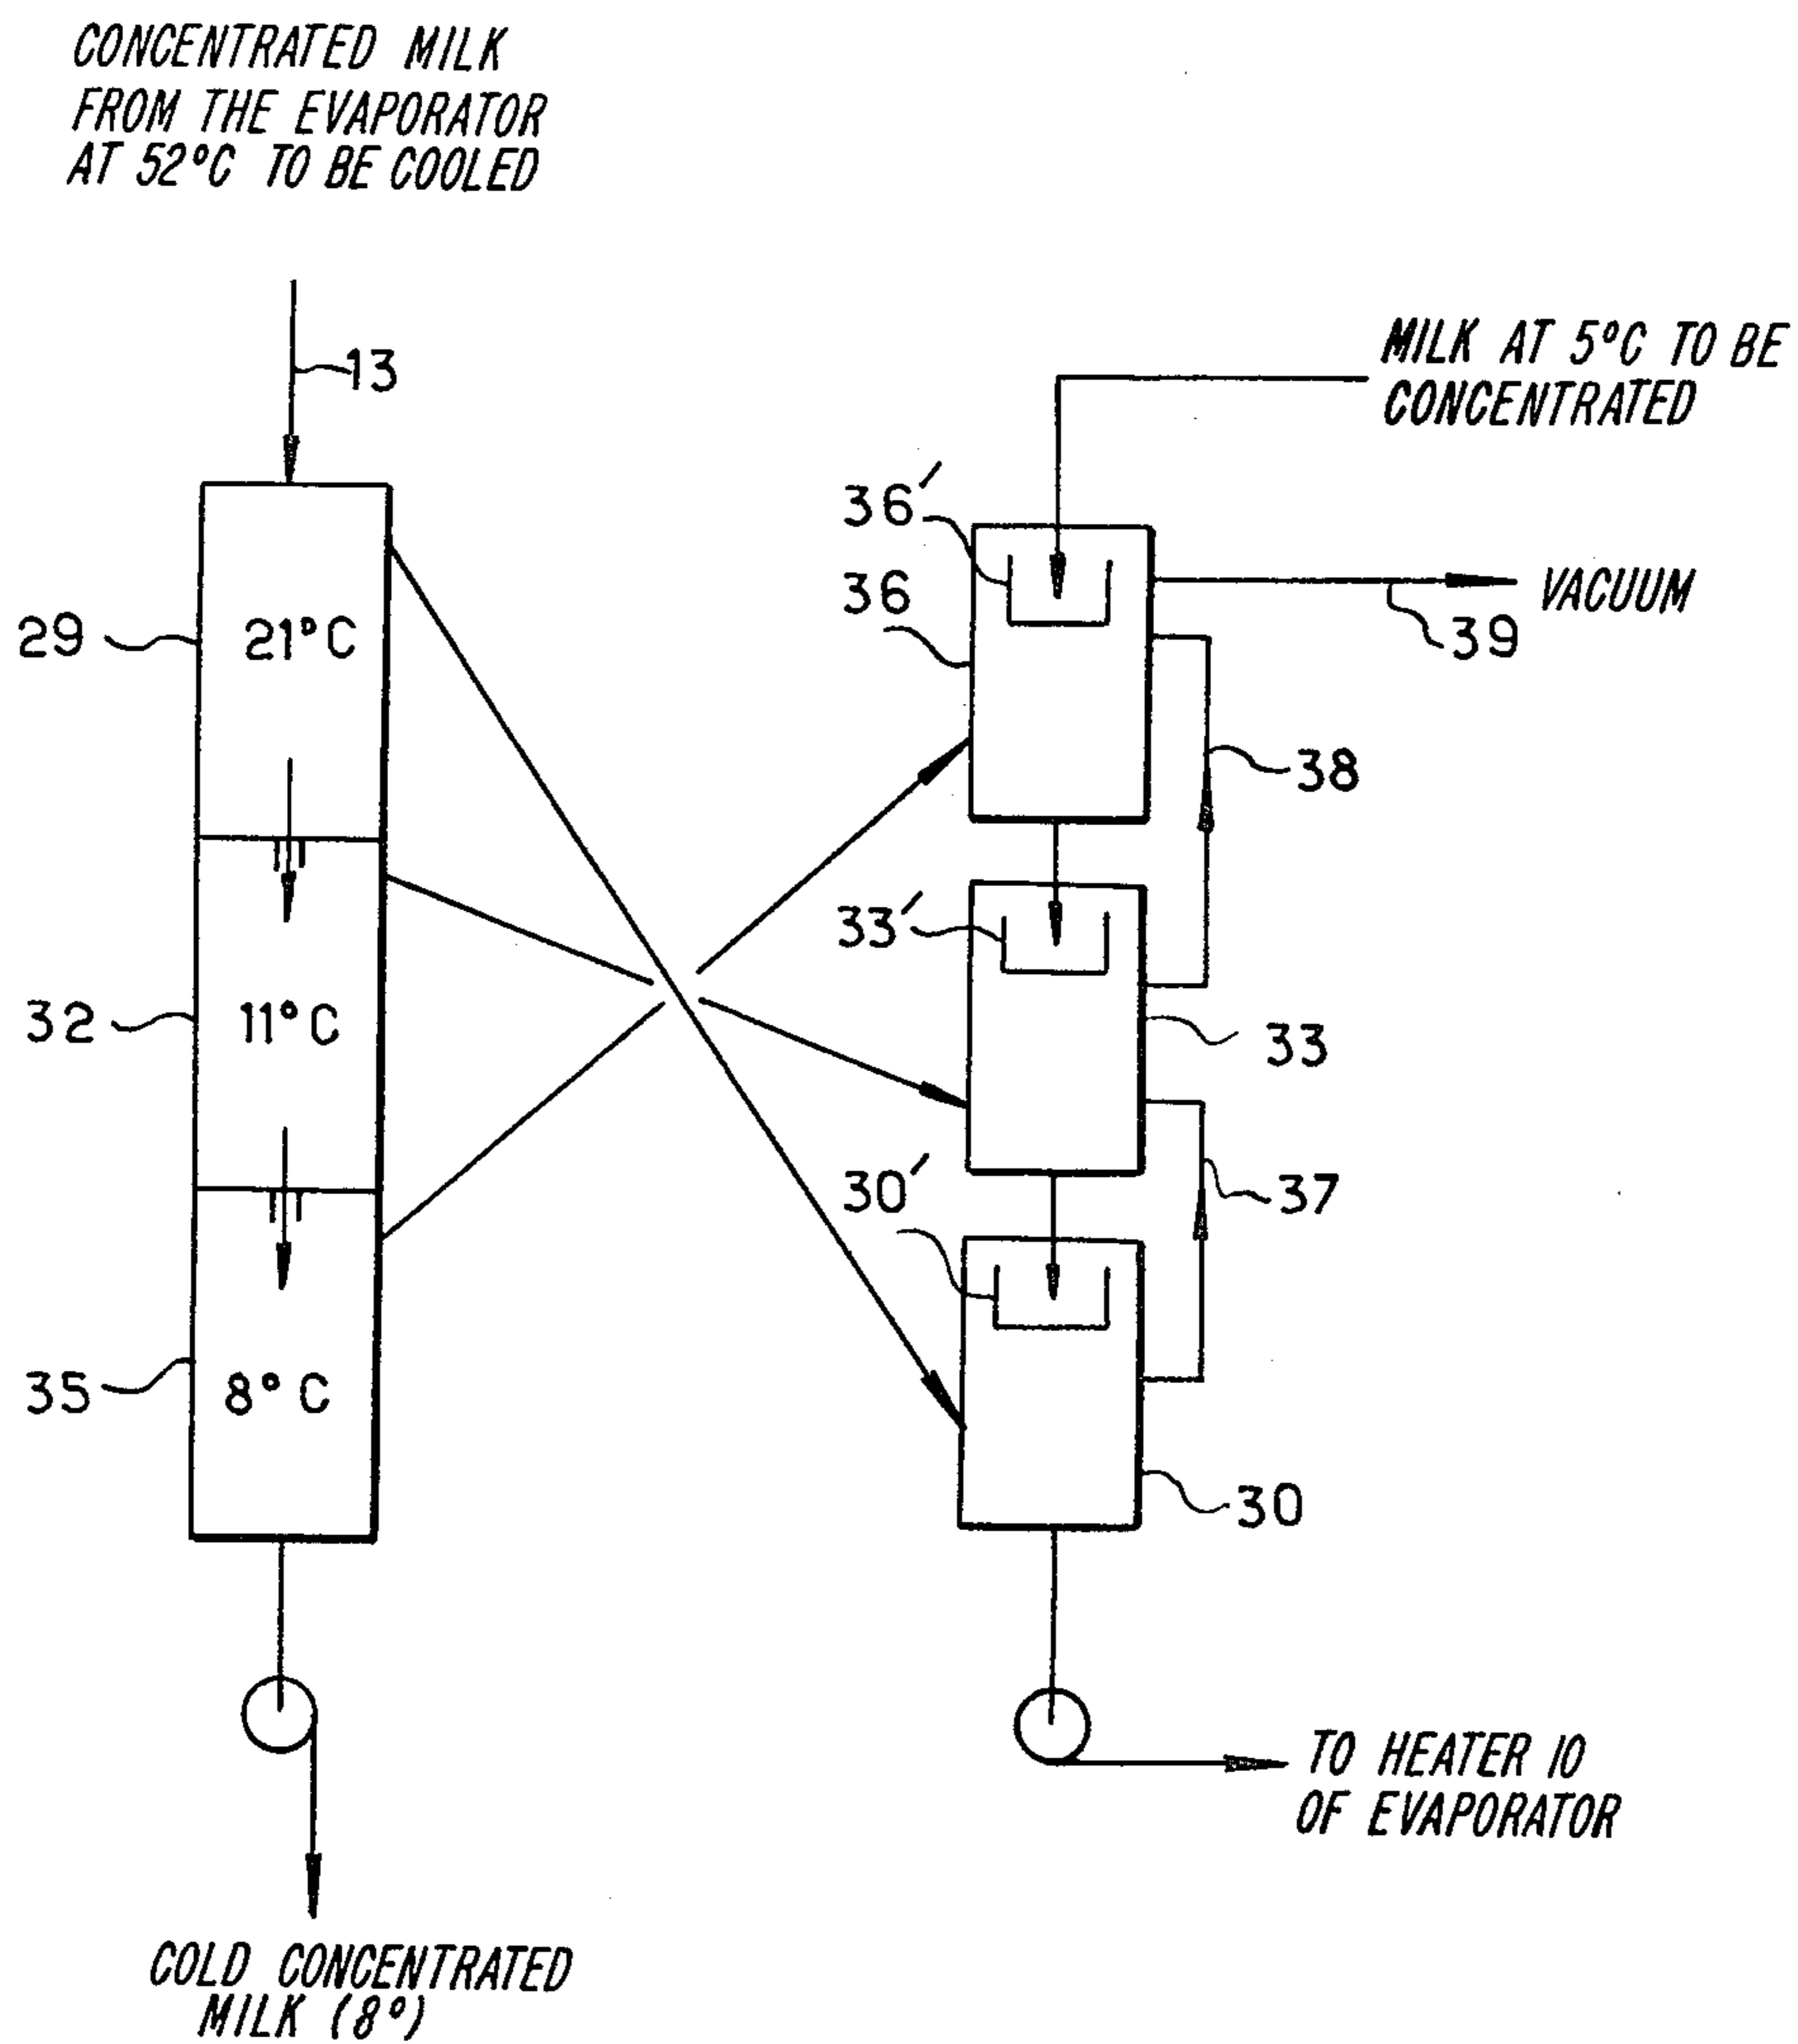 CONCENTRATED MILK
FROM THE EVAPORATOR
AT 52°C TO BE COOLED
13
MILK AT 5°C TO BE
CONCENTRATED
36′
36
VACUUM
39
29
21°C
38
33′
32
11°C
33
30′
37
35
8°C
30
TO HEATER 10
OF EVAPORATOR
COLD CONCENTRATED
MILK (8°)